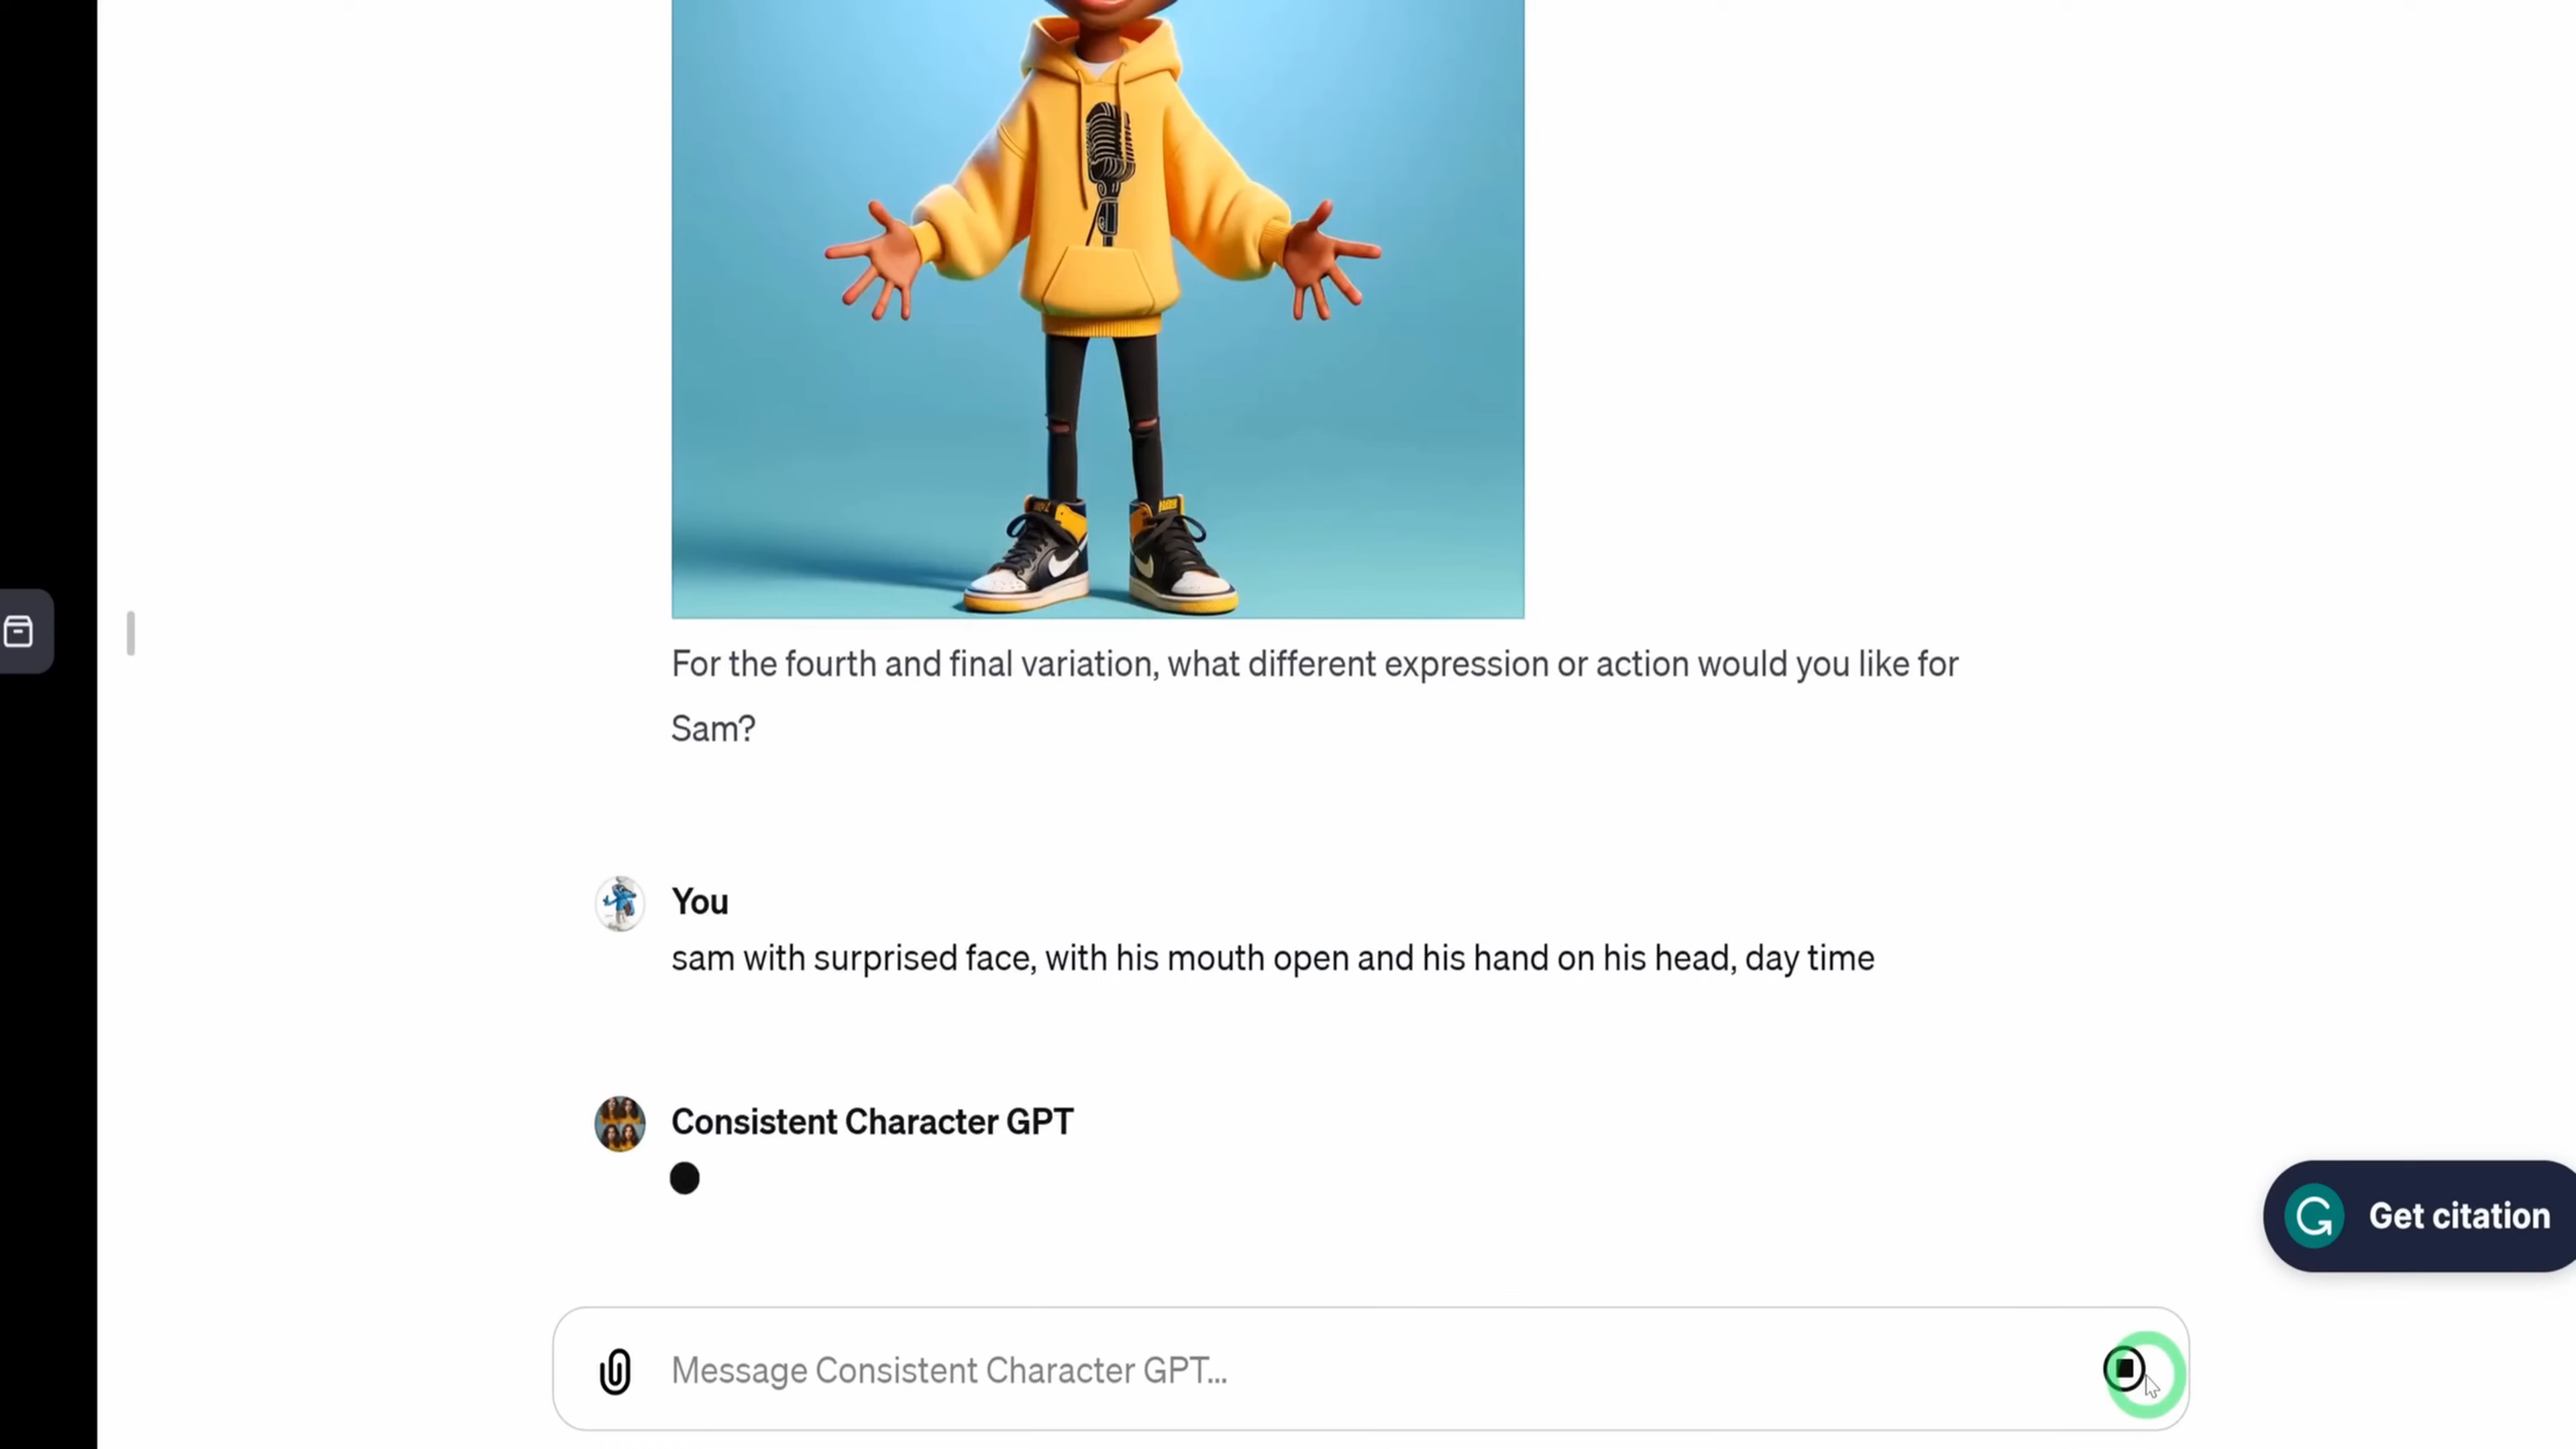 For the fourth and final variation, what different expression or action would you like for
Sam?
You
sam with surprised face, with his mouth open and his hand on his head, day time
Consistent Character GPT
Get citation
Message Consistent Character GPT...